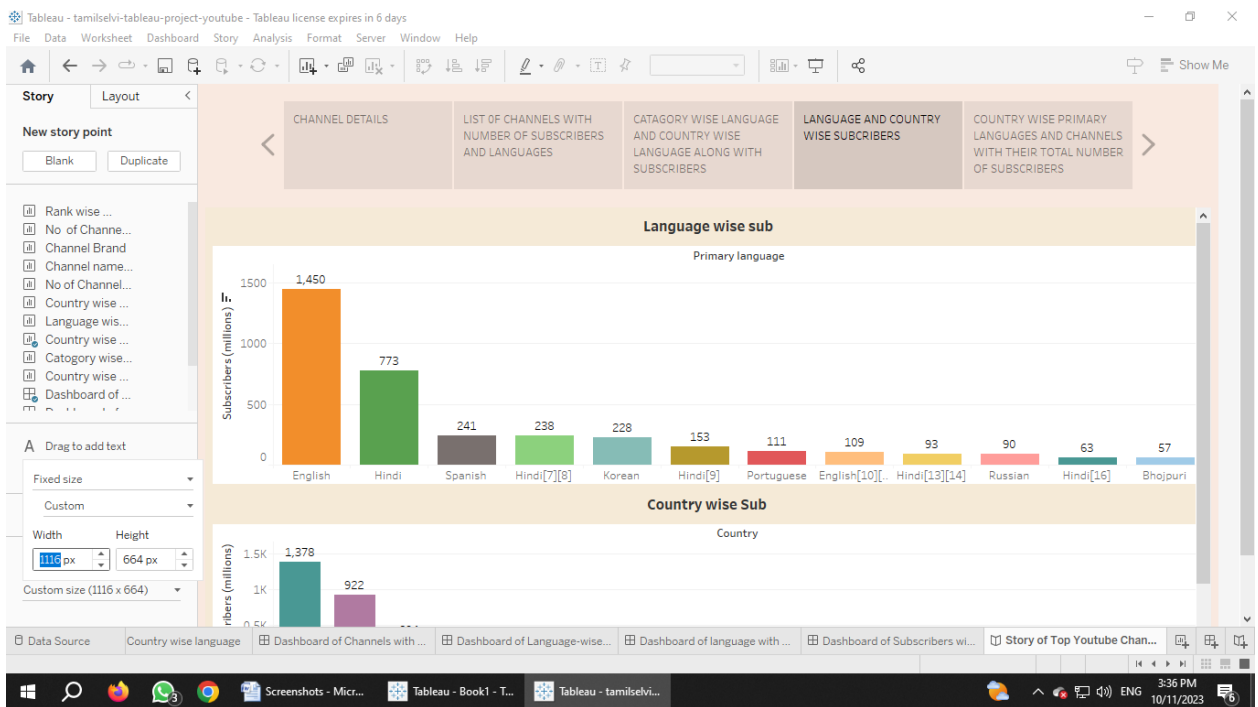 Tableau - tamilselvi-tableau-project-youtube - Tableau license expires in 6 days
File Data Worksheet Dashboard Story Analysis Format Server Window Help
Show Me
Story Layout
New story point
Blank Duplicate
Rank wise ...
No of Channe...
Channel Brand
Channel name...
No of Channel...
Country wise ...
Language wis...
Country wise ...
Catogory wise...
Country wise ...
Dashboard of ...
A Drag to add text
Fixed size
Custom
Width Height
1116 px 664 px
Custom size (1116 x 664)
CHANNEL DETAILS
LIST 0F CHANNELS WITH
NUMBER OF SUBSCRIBERS
AND LANGUAGES
CATAGORY WISE LANGUAGE
AND COUNTRY WISE
LANGUAGE ALONG WITH
SUBSCRIBERS
LANGUAGE AND COUNTRY
WISE SUBCRIBERS
COUNTRY WISE PRIMARY
LANGUAGES AND CHANNELS
WITH THEIR TOTAL NUMBER
OF SUBSCRIBERS
Language wise sub
Primary language
Subscribers (millions)
1500
1000
500
0
1,450 773 241 238 228 153 111 109 93 90 63 57
English Hindi Spanish Hindi[7][8] Korean Hindi[9] Portuguese English[10][.. Hindi[13][14] Russian Hindi[16] Bhojpuri
Country wise Sub
Country
1.5K
1K
0.5K
1,378 922
Data Source Country wise language Dashboard of Channels with ... Dashboard of Language-wise... Dashboard of language with ... Dashboard of Subscribers wi... Story of Top Youtube Chan...
3 Screenshots - Micr... Tableau - Book1 - T... Tableau - tamilselvi... ENG 3:36 PM
10/11/2023 6